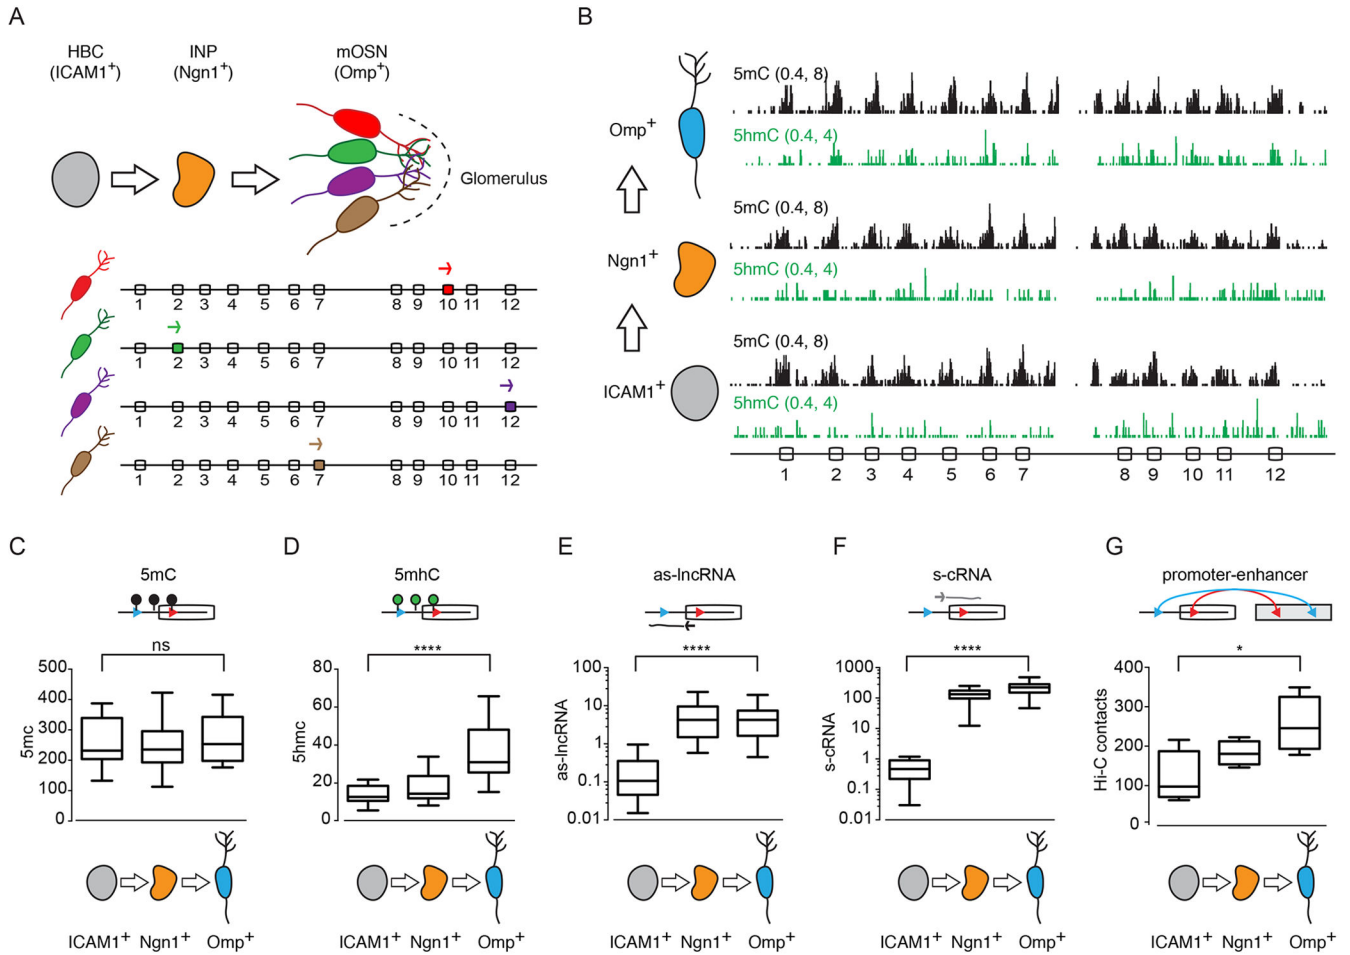 A
HBC
(ICAM1+)
INP
(Ngn1+)
mOSN
(Omp+)
Glomerulus
1 2 3 4 5 6 7 8 9 10 11 12
1 2 3 4 5 6 7 8 9 10 11 12
1 2 3 4 5 6 7 8 9 10 11 12
1 2 3 4 5 6 7 8 9 10 11 12
B
5mC (0.4, 8)
Omp+
5hmC (0.4, 4)
5mC (0.4, 8)
Ngn1+
5hmC (0.4, 4)
5mC (0.4, 8)
ICAM1+
5hmC (0.4, 4)
1 2 3 4 5 6 7 8 9 10 11 12
C
5mC
ns
5mc
500
400
300
200
100
0
ICAM1+ Ngn1+ Omp+
D
5mhC
****
5hmc
80
60
40
20
0
ICAM1+ Ngn1+ Omp+
E
as-lncRNA
****
as-lncRNA
100
10
1
0.1
0.01
ICAM1+ Ngn1+ Omp+
F
s-cRNA
****
s-cRNA
1000
100
10
1
0.1
0.01
ICAM1+ Ngn1+ Omp+
G
promoter-enhancer
*
Hi-C contacts
400
300
200
100
0
ICAM1+ Ngn1+ Omp+